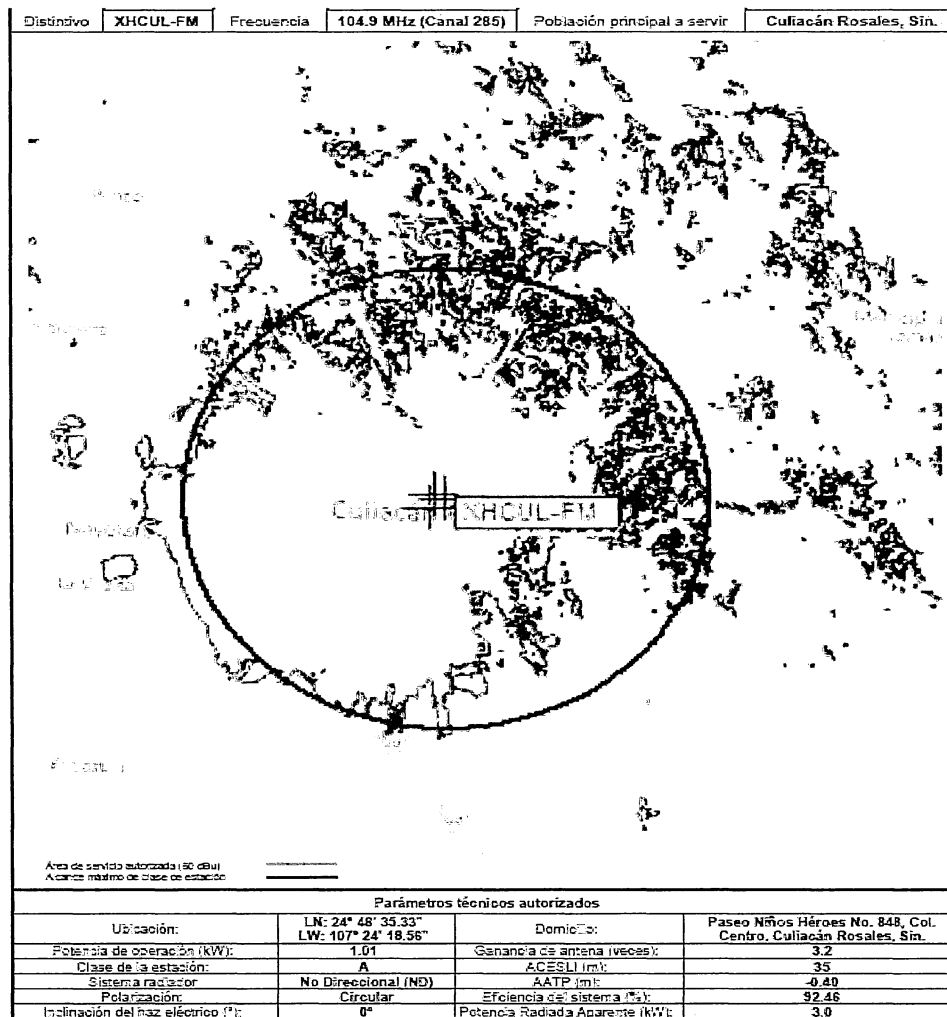 Distintivo XHCUL-FM Frecuencia 104.9 MHz (Canal 285) Población principal a servir Culiacán Rosales, Sin.
Culiacan XHCUL-FM
Área de servicio autorizada (60 dBu)
Alcance máximo de clase de estación
Parámetros técnicos autorizados
Ubicación: LN: 24° 48' 35.33" LW: 107° 24' 18.56" Domicilio: Paseo Niños Héroes No. 848, Col. Centro, Culiacán Rosales, Sin.
Potencia de operación (kW): 1.01 Ganancia de antena (veces): 3.2
Clase de la estación: A ACESLI (m): 35
Sistema radiador No Direccional (ND) AATP (m): -0.40
Polarización: Circular Eficiencia del sistema (%): 92.46
Inclinación del haz eléctrico (°): 0° Potencia Radiada Aparente (kW): 3.0